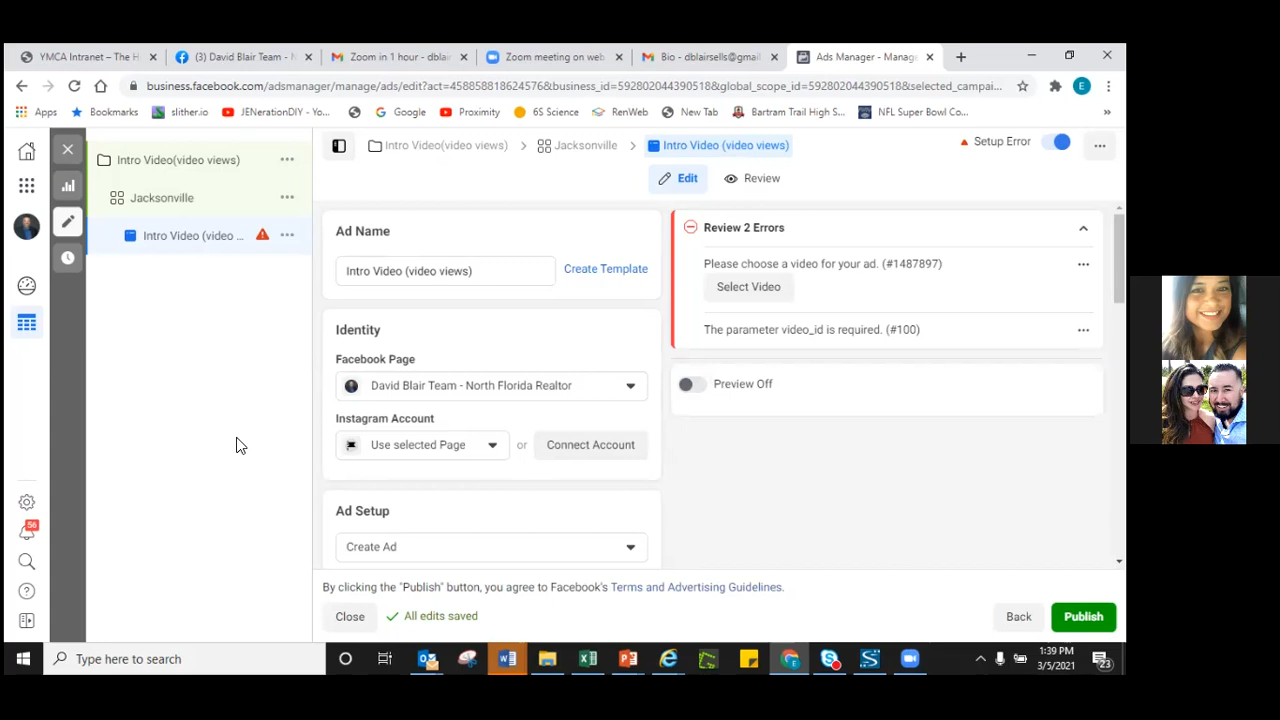 YMCA Intranet – The H
(3) David Blair Team - N
Zoom in 1 hour - dblair
Zoom meeting on web
Bio - dblairsells@gmail
Ads Manager - Manage
business.facebook.com/adsmanager/manage/ads/edit?act=458858818624576&business_id=592802044390518&global_scope_id=592802044390518&selected_campai...
Apps
Bookmarks
slither.io
JENerationDIY - Yo...
Google
Proximity
6S Science
RenWeb
New Tab
Bartram Trail High S...
NFL Super Bowl Co...
Intro Video(video views)
Jacksonville
Intro Video (video views)
Setup Error
Edit
Review
Intro Video(video views)
Jacksonville
Intro Video (video ...
Ad Name
Intro Video (video views)
Create Template
Identity
Facebook Page
David Blair Team - North Florida Realtor
Instagram Account
Use selected Page
or
Connect Account
Ad Setup
Create Ad
Review 2 Errors
Please choose a video for your ad. (#1487897)
Select Video
The parameter video_id is required. (#100)
Preview Off
56
By clicking the "Publish" button, you agree to Facebook's Terms and Advertising Guidelines.
Close
All edits saved
Back
Publish
Type here to search
1:39 PM
3/5/2021
23